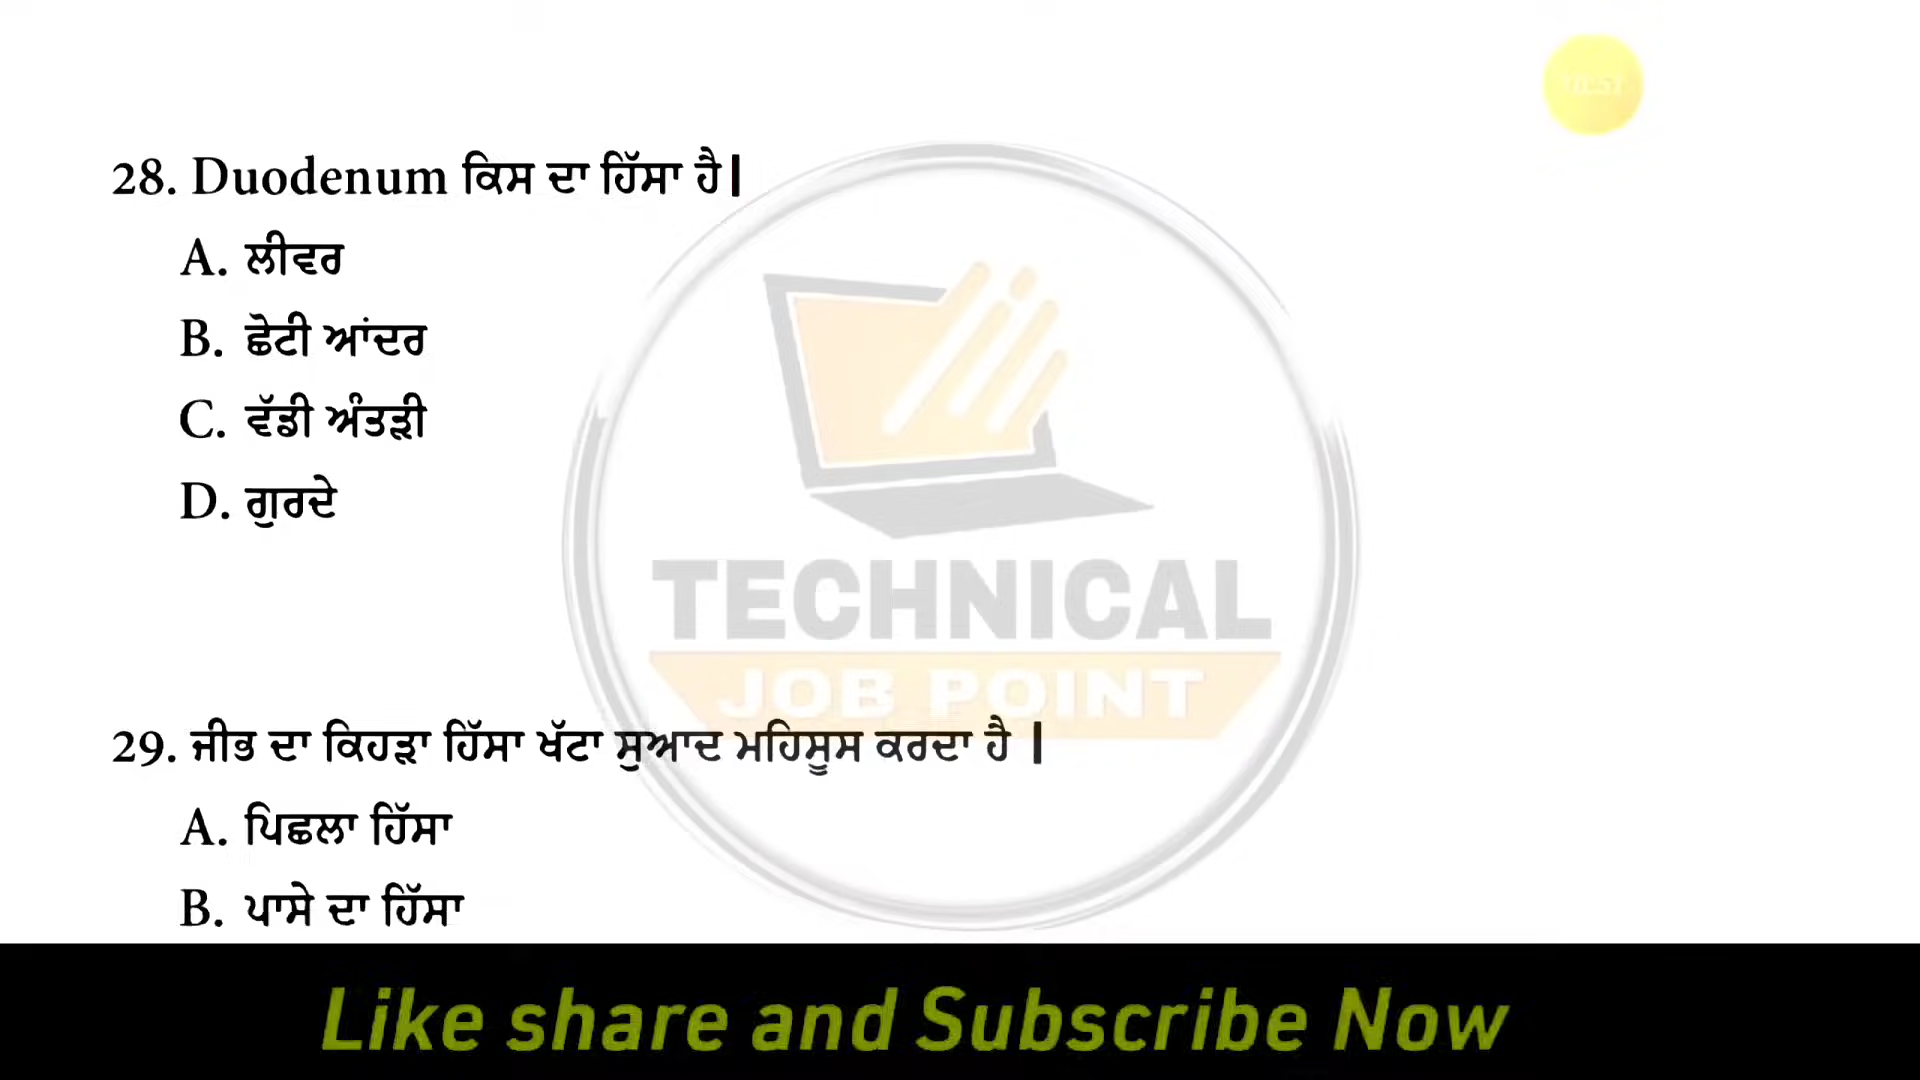 28. Duodenum ਕਿਸ ਦਾ ਹਿੱਸਾ ਹੈ|
A. ਲੀਵਰ
B. ਛੋਟੀ ਆਂਦਰ
C. ਵੱਡੀ ਅੰਤੜੀ
D. ਗੁਰਦੇ
TECHNICAL
JOB POINT
29. ਜੀਭ ਦਾ ਕਿਹੜਾ ਹਿੱਸਾ ਖੱਟਾ ਸੁਆਦ ਮਹਿਸੂਸ ਕਰਦਾ ਹੈ |
A. ਪਿਛਲਾ ਹਿੱਸਾ
B. ਪਾਸੇ ਦਾ ਹਿੱਸਾ
Like share and Subscribe Now